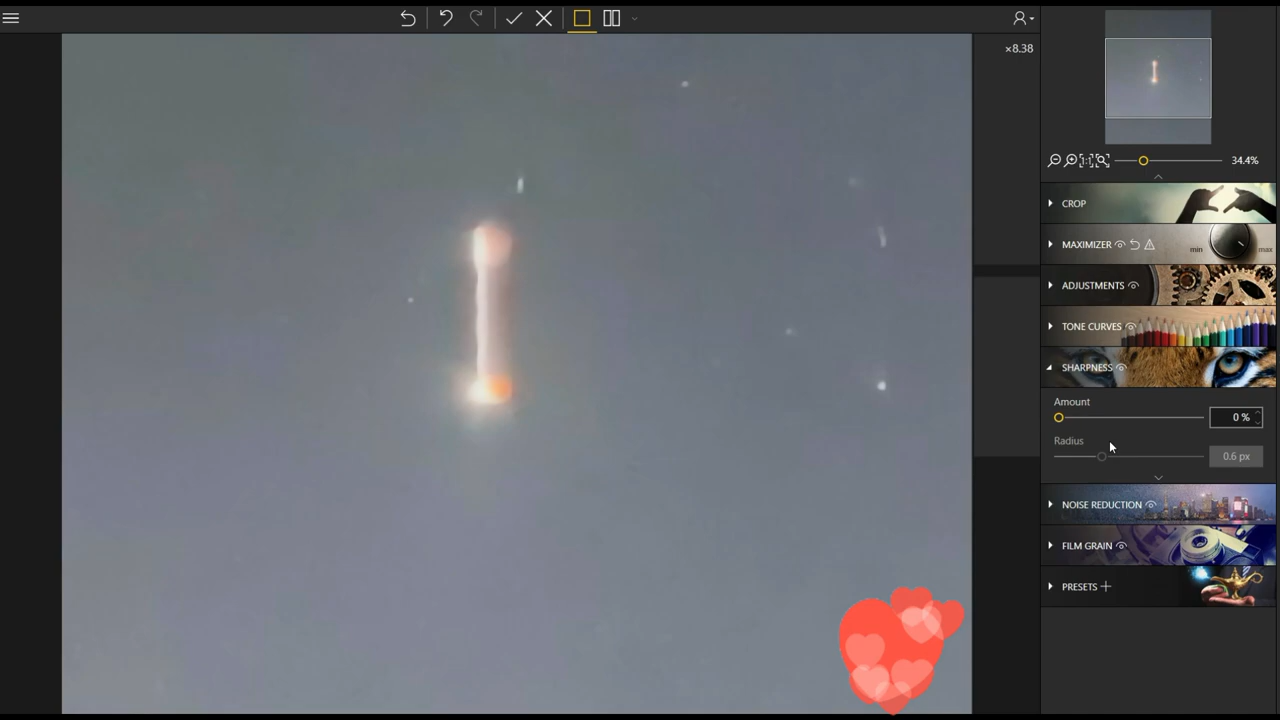 ×8.38
34.4%
CROP
MAXIMIZER
min
max
ADJUSTMENTS
TONE CURVES
SHARPNESS
Amount
0 %
Radius
0.6 px
NOISE REDUCTION
FILM GRAIN
PRESETS